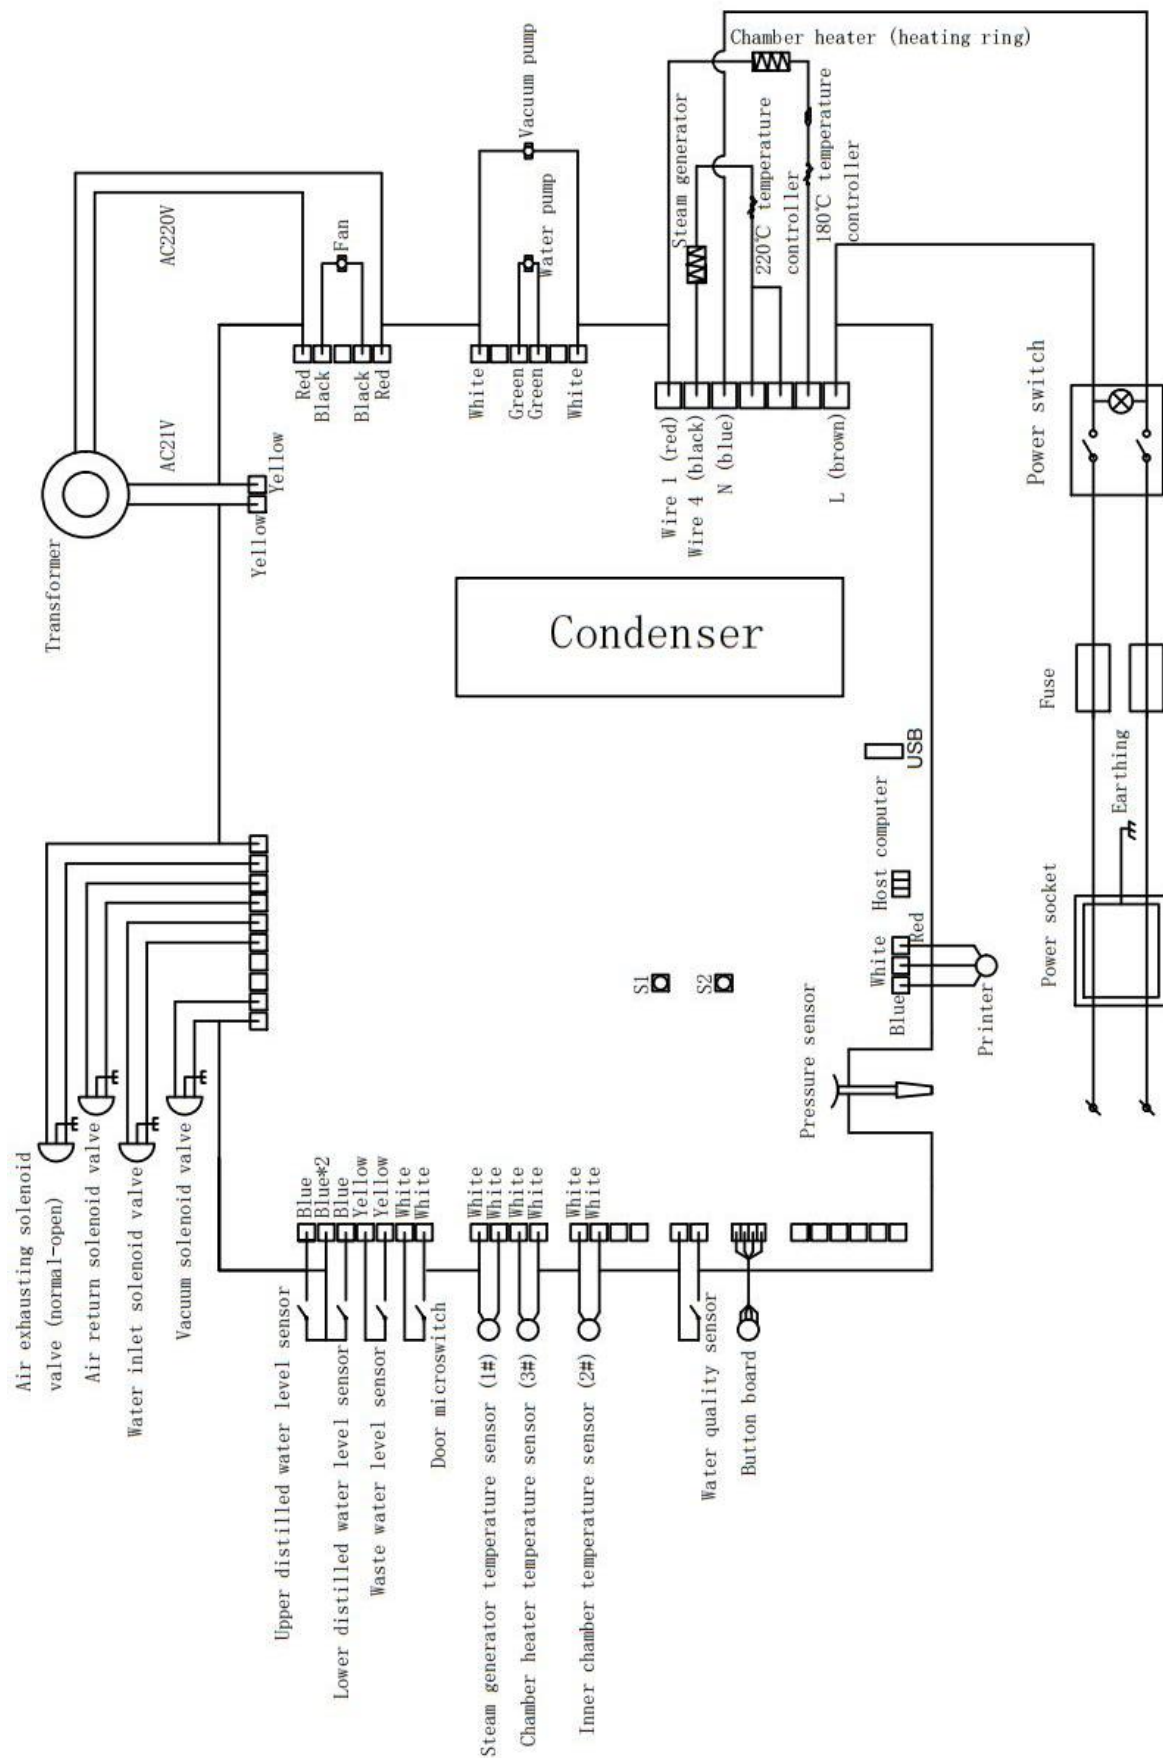 Transformer
AC21V
AC220V
Yellow
Yellow
Red
Black
Black
Red
Fan
White
Green
Green
White
Water pump
Vacuum pump
Wire 1 (red)
Wire 4 (black)
N (blue)
L (brown)
Steam generator
Chamber heater (heating ring)
220℃ temperature
controller
180℃ temperature
controller
Power switch
Fuse
Earthing
Power socket
Condenser
USB
Host computer
Blue
White
Red
Printer
S1
S2
Pressure sensor
Air exhausting solenoid
valve (normal-open)
Air return solenoid valve
Water inlet solenoid valve
Vacuum solenoid valve
Blue
Blue*2
Blue
Yellow
Yellow
White
White
White
White
White
White
White
White
Upper distilled water level sensor
Lower distilled water level sensor
Waste water level sensor
Door microswitch
Steam generator temperature sensor (1#)
Chamber heater temperature sensor (3#)
Inner chamber temperature sensor (2#)
Water quality sensor
Button board